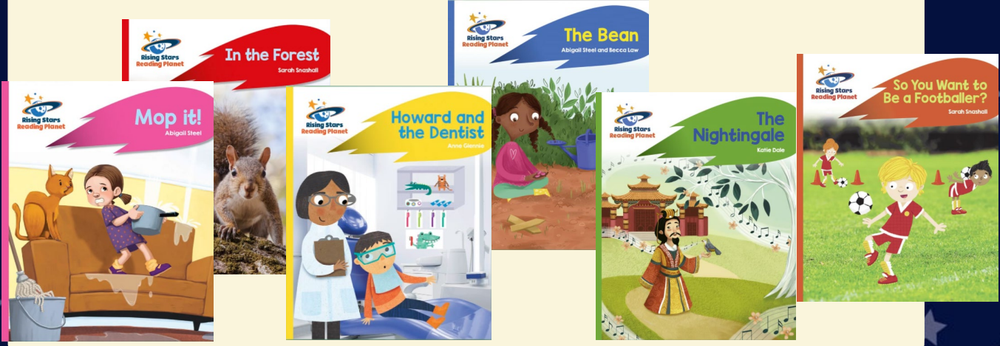 Rising Stars
Reading Planet
Mop it!
Abigail Steel
Rising Stars
Reading Planet
In the Forest
Sarah Snashall
Rising Stars
Reading Planet
Howard and
the Dentist
Anne Glennie
Rising Stars
Reading Planet
The Bean
Abigail Steel and Becca Law
Rising Stars
Reading Planet
The
Nightingale
Katie Dale
Rising Stars
Reading Planet
So You Want to
Be a Footballer?
Sarah Snashall